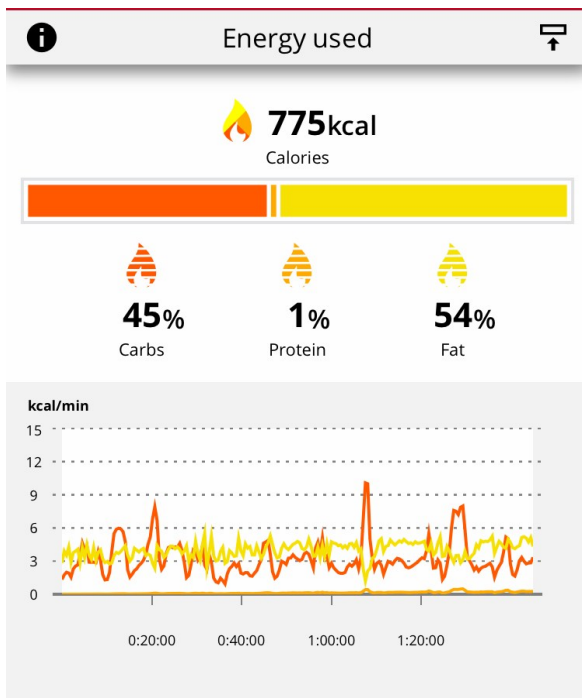 Energy used
775kcal
Calories
45% 1% 54%
Carbs Protein Fat
kcal/min
15
12
9
6
3
0
0:20:00 0:40:00 1:00:00 1:20:00